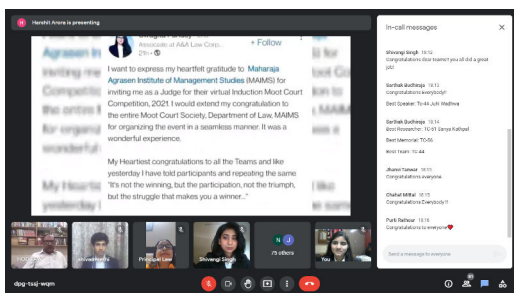 H Harshit Arora is presenting
Associate at A&A Law Corp..
21h
+ Follow
I want to express my heartfelt gratitude to Maharaja
Agrasen Institute of Management Studies (MAIMS) for
inviting me as a Judge for their virtual Induction Moot Court
Competition, 2021. I would extend my congratulation to
the entire Moot Court Society, Department of Law, MAIMS
for organizing the event in a seamless manner. It was a
wonderful experience.
My Heartiest congratulations to all the Teams and like
yesterday I have told participants and repeating the same
"It's not the winning, but the participation, not the triumph,
but the struggle that makes you a winner..."
Principal Law
Shivangi Singh
N J
75 others
You
dpg-tssj-wqm
In-call messages
Shivangi Singh 18:12
Congratulations dear teams!! you all did a great
job!
Sarthak Budhiraja 18:13
Congratulations Everybody!!
Best Speaker: Tc-44 Juhi Wadhwa
Sarthak Budhiraja 18:14
Best Researcher: TC-61 Sanya Kathpal
Best Memorial: TC-56
Best Team: TC-44
Jhanvi Tanwar 18:15
Congratulations everyone.
Chahat Mittal 18:15
Congratulations Everybody !!
Purti Rathour 18:16
Congratulations to everyone❤
Send a message to everyone